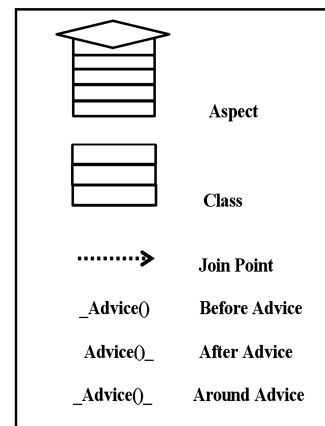 Aspect
Class
Join Point
_Advice() Before Advice
Advice()_ After Advice
_Advice()_ Around Advice